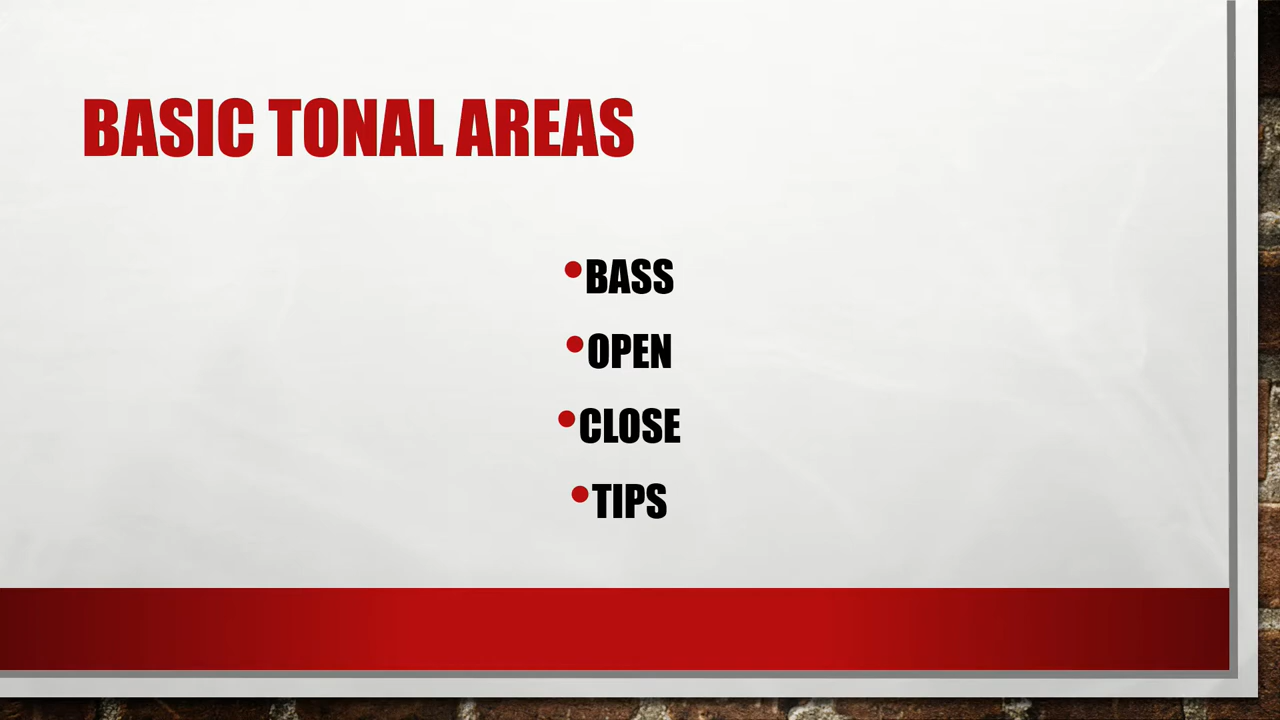 BASIC TONAL AREAS
•BASS
•OPEN
•CLOSE
•TIPS